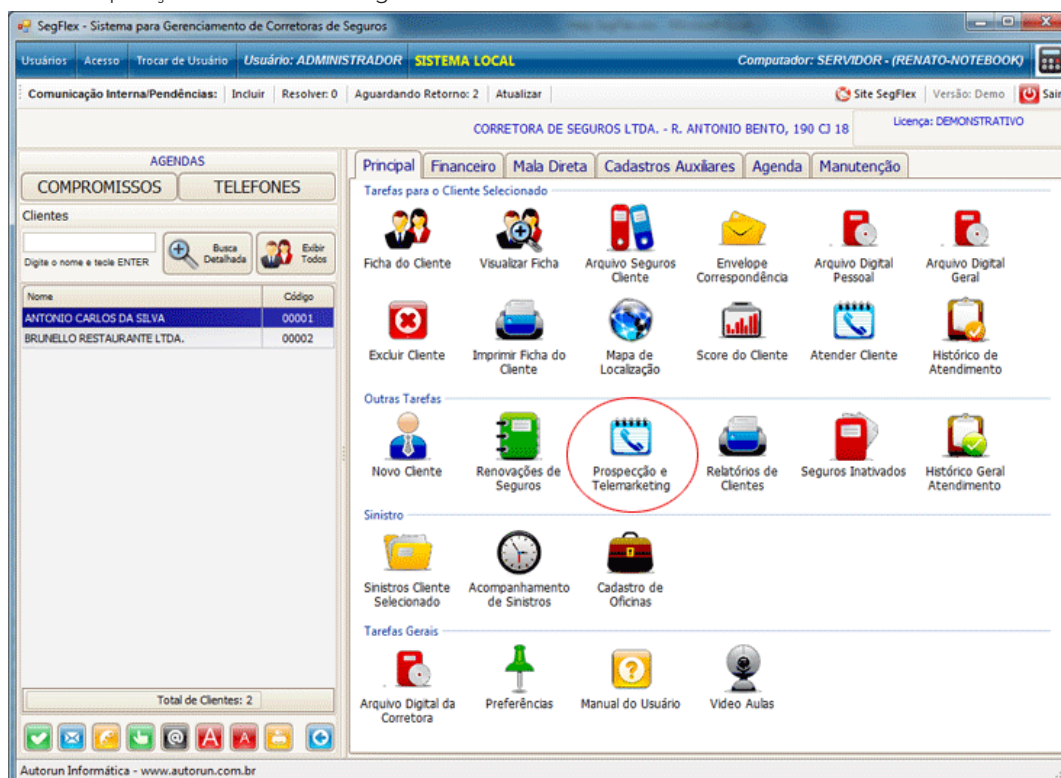 SegFlex - Sistema para Gerenciamento de Corretoras de Seguros
Usuários Acesso Trocar de Usuário Usuário: ADMINISTRADOR SISTEMA LOCAL Computador: SERVIDOR - (RENATO-NOTEBOOK)
Comunicação Interna/Pendências: Incluir Resolver: 0 Aguardando Retorno: 2 Atualizar Site SegFlex Versão: Demo Sair
CORRETORA DE SEGUROS LTDA. - R. ANTONIO BENTO, 190 CJ 18 Licença: DEMONSTRATIVO
AGENDAS
COMPROMISSOS TELEFONES
Clientes
Digite o nome e tecle ENTER
Busca
Detalhada
Exibir
Todos
Nome Código
ANTONIO CARLOS DA SILVA 00001
BRUNELLO RESTAURANTE LTDA. 00002
Total de Clientes: 2
Principal Financeiro Mala Direta Cadastros Auxiliares Agenda Manutenção
Tarefas para o Cliente Selecionado
Ficha do Cliente
Visualizar Ficha
Arquivo Seguros
Cliente
Envelope
Correspondência
Arquivo Digital
Pessoal
Arquivo Digital
Geral
Excluir Cliente
Imprimir Ficha do
Cliente
Mapa de
Localização
Score do Cliente
Atender Cliente
Histórico de
Atendimento
Outras Tarefas
Novo Cliente
Renovações de
Seguros
Prospecção e
Telemarketing
Relatórios de
Clientes
Seguros Inativados
Histórico Geral
Atendimento
Sinistro
Sinistros Cliente
Selecionado
Acompanhamento
de Sinistros
Cadastro de
Oficinas
Tarefas Gerais
Arquivo Digital da
Corretora
Preferências
Manual do Usuário
Video Aulas
Autorun Informática - www.autorun.com.br